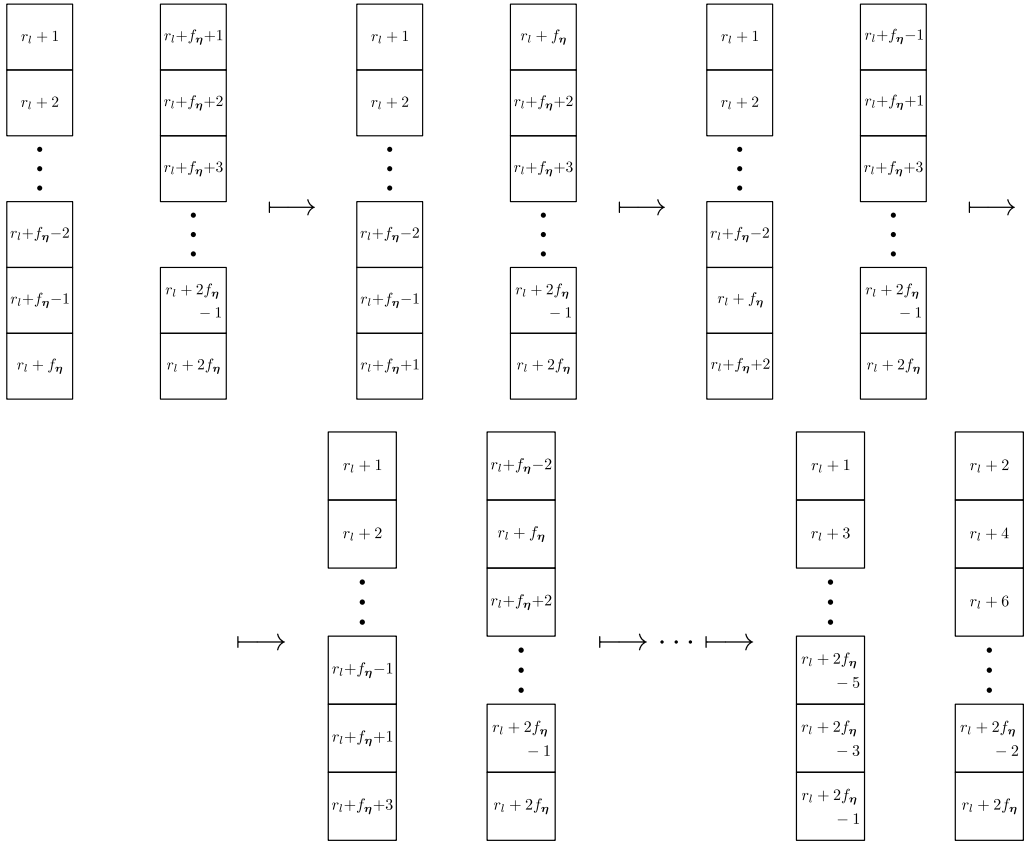 r_l + 1
r_l + 2
⋮
r_l+f_η−2
r_l+f_η−1
r_l + f_η
r_l+f_η+1
r_l+f_η+2
r_l+f_η+3
⋮
r_l + 2f_η
− 1
r_l + 2f_η
⟼
r_l + 1
r_l + 2
⋮
r_l+f_η−2
r_l+f_η−1
r_l+f_η+1
r_l + f_η
r_l+f_η+2
r_l+f_η+3
⋮
r_l + 2f_η
− 1
r_l + 2f_η
⟼
r_l + 1
r_l + 2
⋮
r_l+f_η−2
r_l + f_η
r_l+f_η+2
r_l+f_η−1
r_l+f_η+1
r_l+f_η+3
⋮
r_l + 2f_η
− 1
r_l + 2f_η
⟼
⟼
r_l + 1
r_l + 2
⋮
r_l+f_η−1
r_l+f_η+1
r_l+f_η+3
r_l+f_η−2
r_l + f_η
r_l+f_η+2
⋮
r_l + 2f_η
− 1
r_l + 2f_η
⟼ ⋯ ⟼
r_l + 1
r_l + 3
⋮
r_l + 2f_η
− 5
r_l + 2f_η
− 3
r_l + 2f_η
− 1
r_l + 2
r_l + 4
r_l + 6
⋮
r_l + 2f_η
− 2
r_l + 2f_η